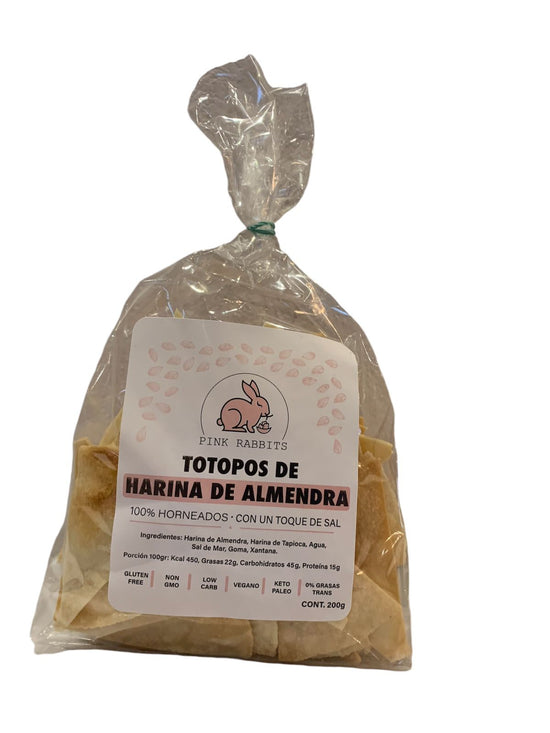 PINK RABBITS
TOTOPOS DE
HARINA DE ALMENDRA
100% HORNEADOS • CON UN TOQUE DE SAL
Ingredientes: Harina de Almendra, Harina de Tapioca, Agua,
Sal de Mar, Goma, Xantana.
Porción 100gr: Kcal 450, Grasas 22g, Carbohidratos 45g, Proteína 15g
GLUTEN FREE | NON GMO | LOW CARB | VEGANO | KETO PALEO | 0% GRASAS TRANS
CONT. 200g